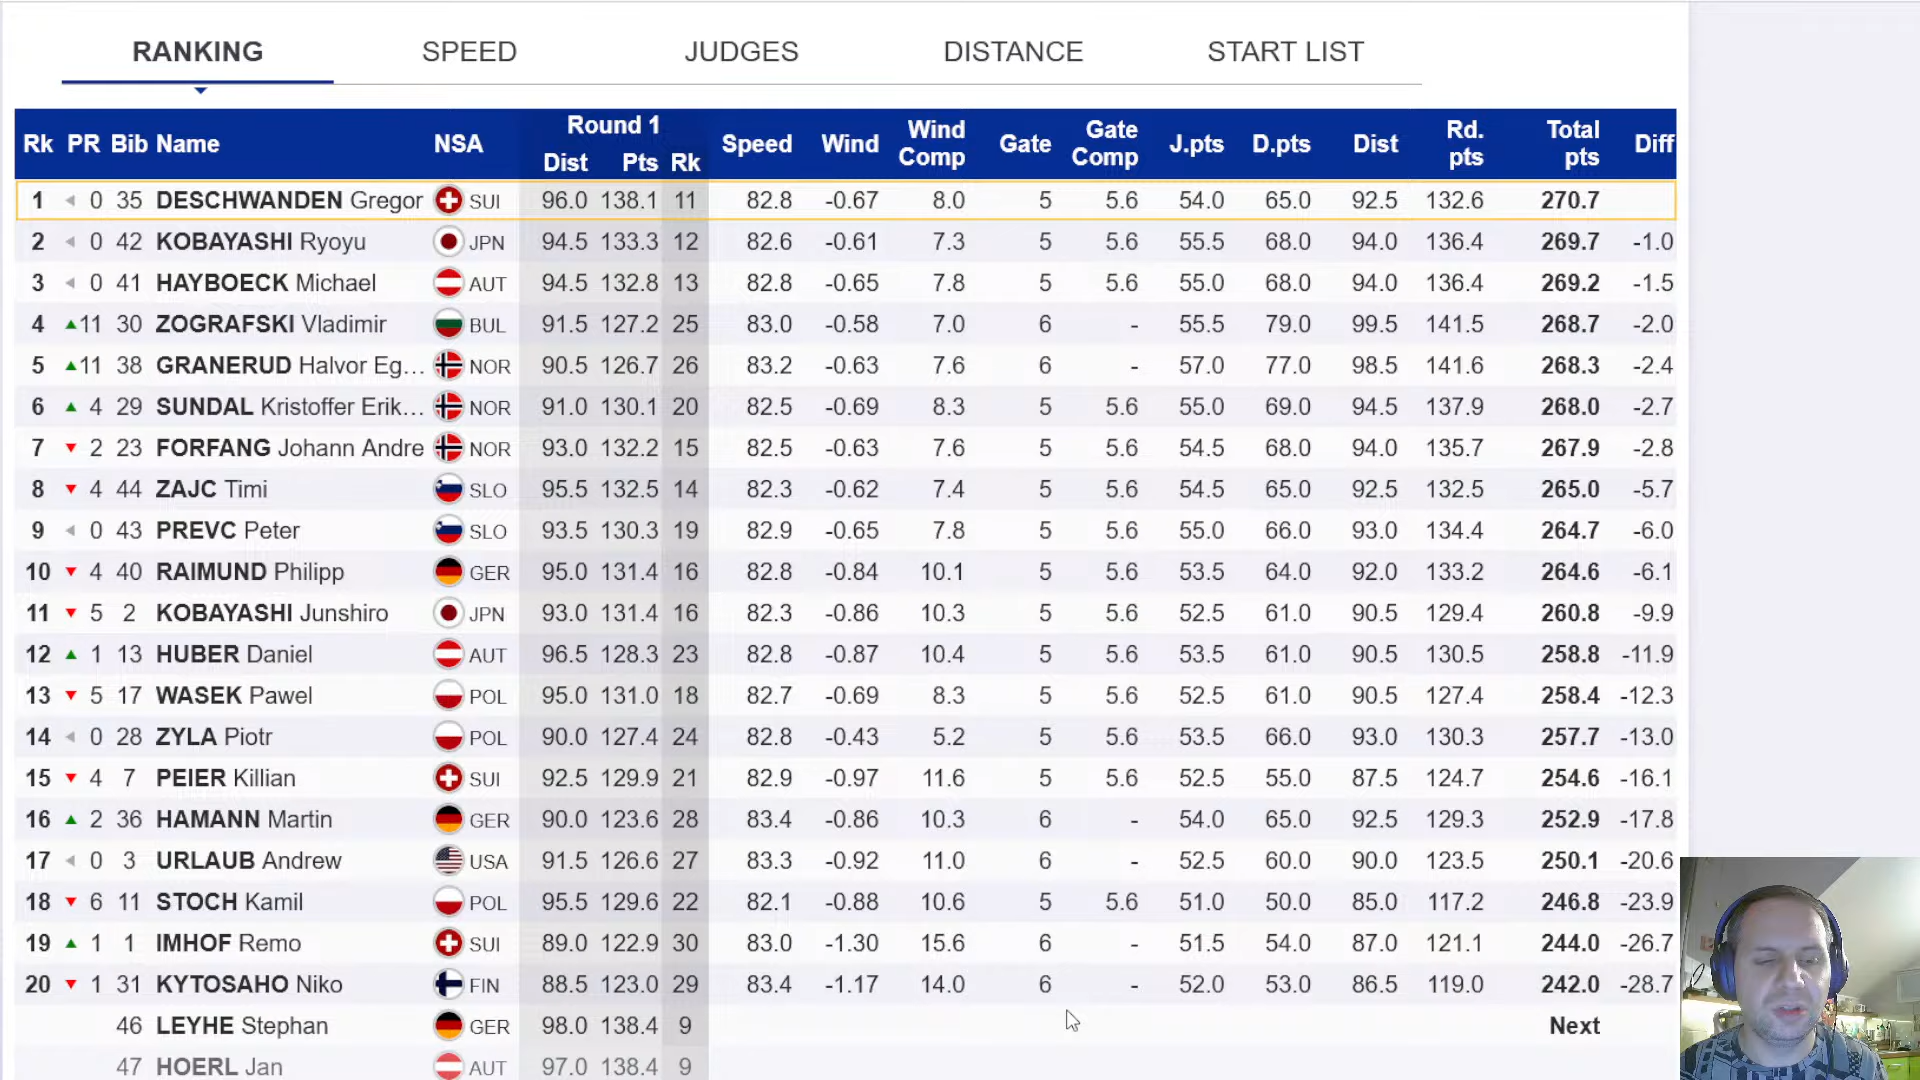 RANKING SPEED JUDGES DISTANCE START LIST
Rk PR Bib Name NSA Round 1 Dist Pts Rk Speed Wind Wind Comp Gate Gate Comp J.pts D.pts Dist Rd. pts Total pts Diff
1 0 35 DESCHWANDEN Gregor SUI 96.0 138.1 11 82.8 -0.67 8.0 5 5.6 54.0 65.0 92.5 132.6 270.7
2 0 42 KOBAYASHI Ryoyu JPN 94.5 133.3 12 82.6 -0.61 7.3 5 5.6 55.5 68.0 94.0 136.4 269.7 -1.0
3 0 41 HAYBOECK Michael AUT 94.5 132.8 13 82.8 -0.65 7.8 5 5.6 55.0 68.0 94.0 136.4 269.2 -1.5
4 11 30 ZOGRAFSKI Vladimir BUL 91.5 127.2 25 83.0 -0.58 7.0 6 - 55.5 79.0 99.5 141.5 268.7 -2.0
5 11 38 GRANERUD Halvor Eg... NOR 90.5 126.7 26 83.2 -0.63 7.6 6 - 57.0 77.0 98.5 141.6 268.3 -2.4
6 4 29 SUNDAL Kristoffer Erik... NOR 91.0 130.1 20 82.5 -0.69 8.3 5 5.6 55.0 69.0 94.5 137.9 268.0 -2.7
7 2 23 FORFANG Johann Andre NOR 93.0 132.2 15 82.5 -0.63 7.6 5 5.6 54.5 68.0 94.0 135.7 267.9 -2.8
8 4 44 ZAJC Timi SLO 95.5 132.5 14 82.3 -0.62 7.4 5 5.6 54.5 65.0 92.5 132.5 265.0 -5.7
9 0 43 PREVC Peter SLO 93.5 130.3 19 82.9 -0.65 7.8 5 5.6 55.0 66.0 93.0 134.4 264.7 -6.0
10 4 40 RAIMUND Philipp GER 95.0 131.4 16 82.8 -0.84 10.1 5 5.6 53.5 64.0 92.0 133.2 264.6 -6.1
11 5 2 KOBAYASHI Junshiro JPN 93.0 131.4 16 82.3 -0.86 10.3 5 5.6 52.5 61.0 90.5 129.4 260.8 -9.9
12 1 13 HUBER Daniel AUT 96.5 128.3 23 82.8 -0.87 10.4 5 5.6 53.5 61.0 90.5 130.5 258.8 -11.9
13 5 17 WASEK Pawel POL 95.0 131.0 18 82.7 -0.69 8.3 5 5.6 52.5 61.0 90.5 127.4 258.4 -12.3
14 0 28 ZYLA Piotr POL 90.0 127.4 24 82.8 -0.43 5.2 5 5.6 53.5 66.0 93.0 130.3 257.7 -13.0
15 4 7 PEIER Killian SUI 92.5 129.9 21 82.9 -0.97 11.6 5 5.6 52.5 55.0 87.5 124.7 254.6 -16.1
16 2 36 HAMANN Martin GER 90.0 123.6 28 83.4 -0.86 10.3 6 - 54.0 65.0 92.5 129.3 252.9 -17.8
17 0 3 URLAUB Andrew USA 91.5 126.6 27 83.3 -0.92 11.0 6 - 52.5 60.0 90.0 123.5 250.1 -20.6
18 6 11 STOCH Kamil POL 95.5 129.6 22 82.1 -0.88 10.6 5 5.6 51.0 50.0 85.0 117.2 246.8 -23.9
19 1 1 IMHOF Remo SUI 89.0 122.9 30 83.0 -1.30 15.6 6 - 51.5 54.0 87.0 121.1 244.0 -26.7
20 1 31 KYTOSAHO Niko FIN 88.5 123.0 29 83.4 -1.17 14.0 6 - 52.0 53.0 86.5 119.0 242.0 -28.7
46 LEYHE Stephan GER 98.0 138.4 9 Next
47 HOERL Jan AUT 97.0 138.4 9